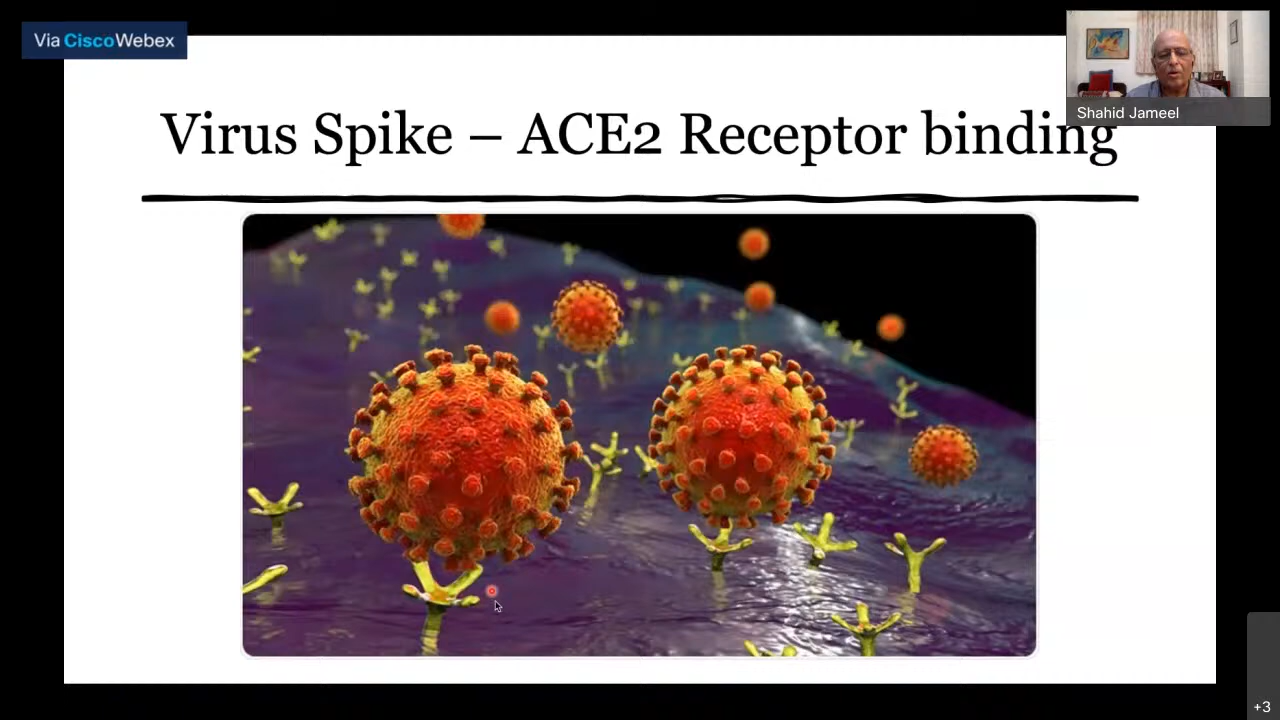 Via CiscoWebex
Shahid Jameel
Virus Spike – ACE2 Receptor binding
+3